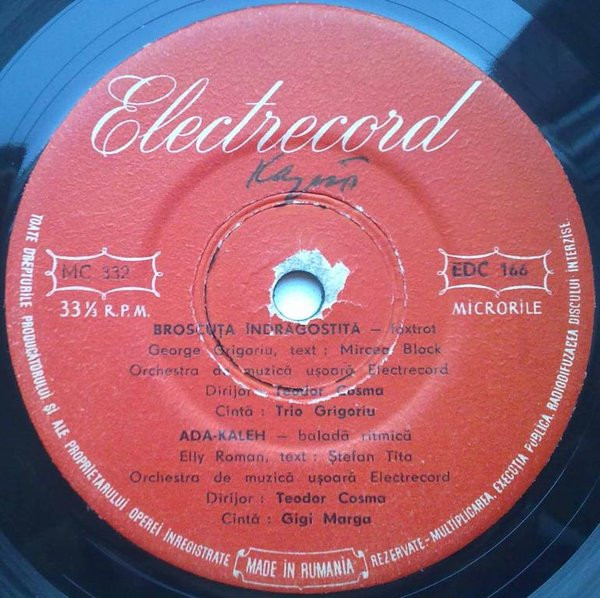 Electrecord
MC 332
EDC 166
33⅓ R.P.M.
MICRORILE
BROSCUȚA ÎNDRĂGOSTITĂ — foxtrot
George Grigoriu, text : Mircea Block
Orchestra de muzică ușoară Electrecord
Dirijor : Teodor Cosma
Cîntă : Trio Grigoriu
ADA-KALEH — baladă ritmică
Elly Roman, text : Ștefan Tita
Orchestra de muzică ușoară Electrecord
Dirijor : Teodor Cosma
Cîntă : Gigi Marga
TOATE DREPTURILE PRODUCĂTORULUI ȘI ALE PROPRIETARULUI OPEREI ÎNREGISTRATE
MADE ÎN RUMANIA
REZERVATE-MULTIPLICAREA, EXECUȚIA PUBLICĂ, RADIODIFUZAREA DISCULUI INTERZISE.